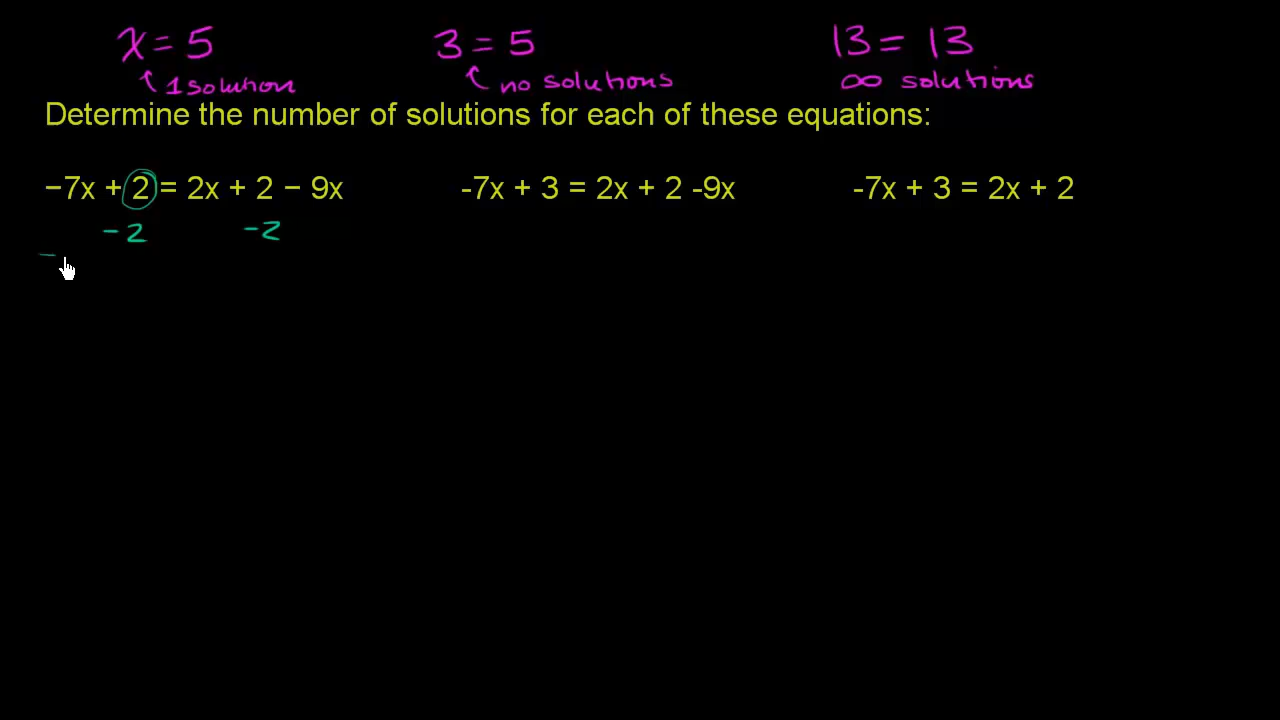 x = 5 3 = 5 13 = 13
1 solution no solutions ∞ solutions
Determine the number of solutions for each of these equations:
−7x + 2 = 2x + 2 − 9x -7x + 3 = 2x + 2 -9x -7x + 3 = 2x + 2
-2 -2
-